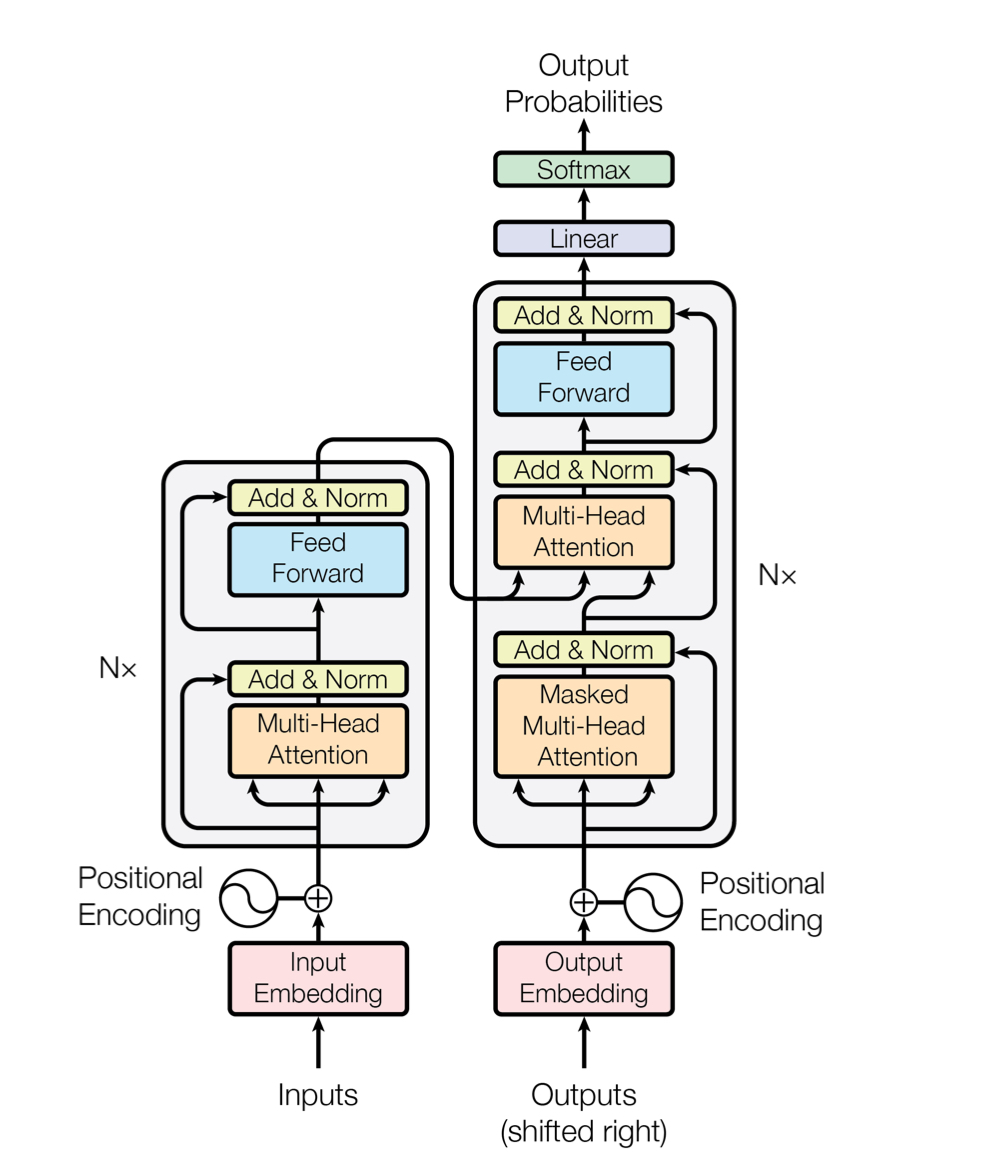 Output
Probabilities
Softmax
Linear
Add & Norm
Feed
Forward
Add & Norm
Multi-Head
Attention
N×
Add & Norm
Masked
Multi-Head
Attention
Add & Norm
Feed
Forward
N×
Add & Norm
Multi-Head
Attention
Positional
Encoding
Positional
Encoding
Input
Embedding
Output
Embedding
Inputs
Outputs
(shifted right)